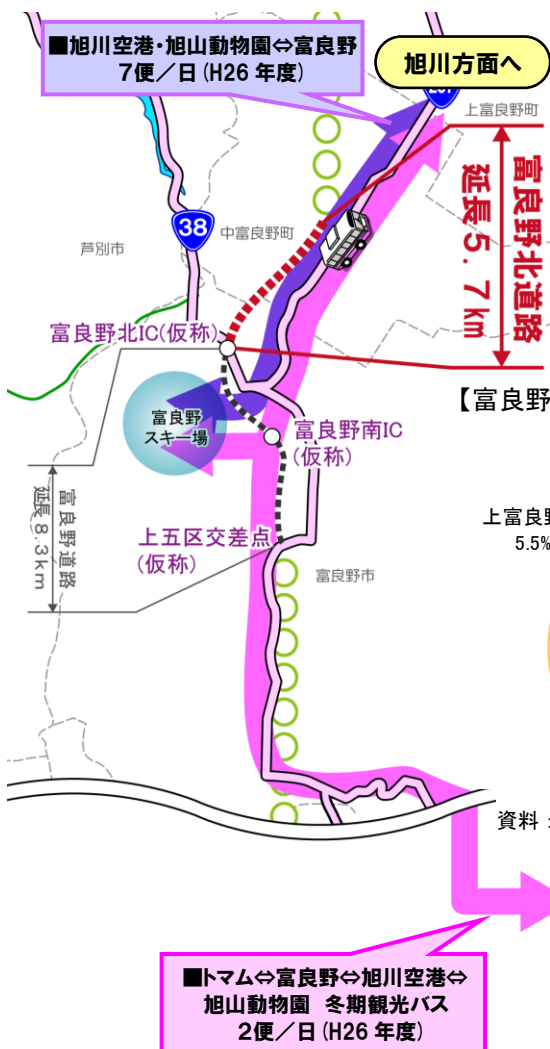 ■旭川空港・旭山動物園⇔富良野
7便／日(H26 年度)
旭川方面へ
上富良野町
富良野北道路
延長5．7km
38
中富良野町
芦別市
富良野北IC(仮称)
富良野
スキー場
富良野南IC
(仮称)
【富良野
上富良野
5.5%
富良野道路
延長8.3km
上五区交差点
(仮称)
富良野市
資料
■トマム⇔富良野⇔旭川空港⇔
旭山動物園 冬期観光バス
2便／日(H26 年度)